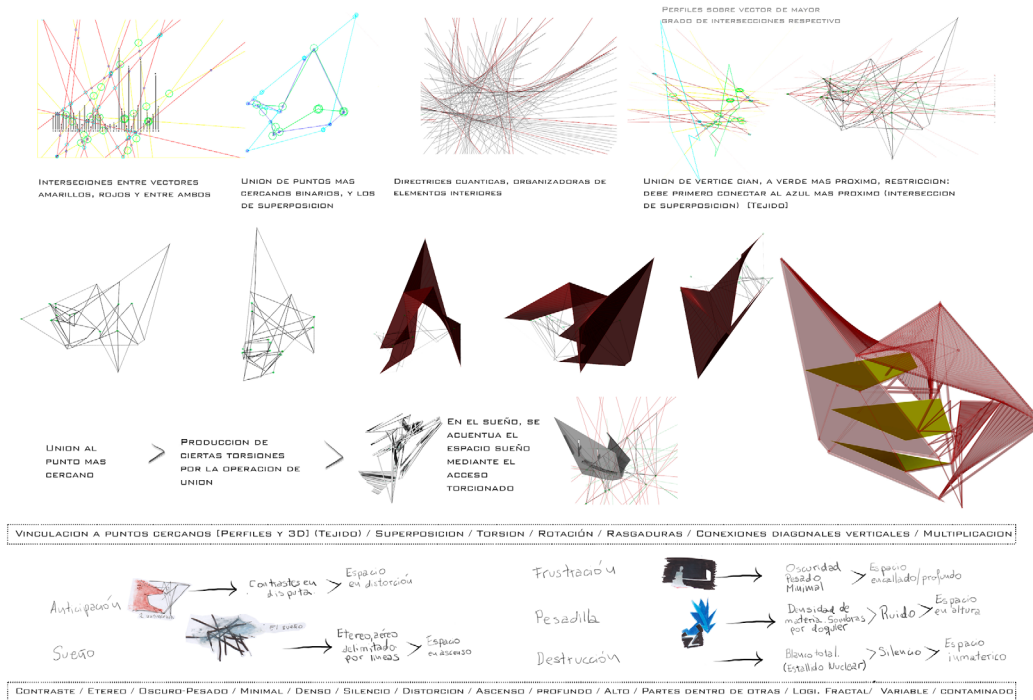 Perfiles sobre vector de mayor
grado de intersecciones respectivo
Interseciones entre vectores
amarillos, rojos y entre ambos
Union de puntos mas
cercanos binarios, y los
de superposicion
Directrices cuanticas, organizadoras de
elementos interiores
Union de vertice cian, a verde mas proximo, restriccion:
debe primero conectar al azul mas proximo (interseccion
de superposicion) [Tejido]
Union al
punto mas
cercano
>
Produccion de
ciertas torsiones
por la operacion de
union
>
En el sueño, se
acuentua el
espacio sueño
mediante el
acceso
torcionado
Vinculacion a puntos cercanos [Perfiles y 3D] (Tejido) / Superposicion / Torsion / Rotación / Rasgaduras / Conexiones diagonales verticales / Multiplicacion
Anticipación
Contrastes en
disputa.
> Espacio
en distorción
Sueño
El sueño
Etereo, aéreo
delimitado
por lineas
> Espacio
en ascenso
Frustración
Oscuridad
Pesado
Minimal
> Espacio
encallado/profundo
Pesadilla
Divisidad de
materia. Sombras
por doquier
> Ruido
> Espacio
en altura
Destrucción
Blanco total.
(Estallido Nuclear)
> Silencio
> Espacio
inmaterico
Contraste / Etereo / Oscuro-Pesado / Minimal / Denso / Silencio / Distorcion / Ascenso / profundo / Alto / Partes dentro de otras / Logi. Fractal/ Variable / contaminado